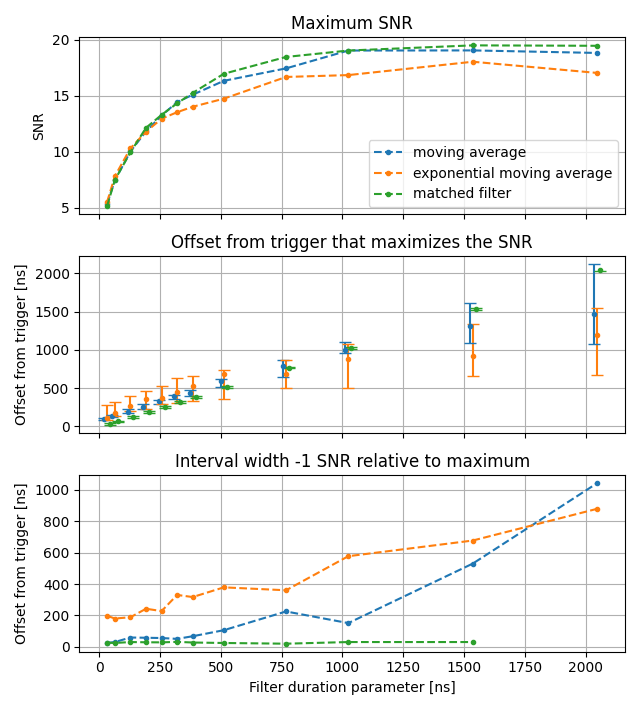 Maximum SNR
20
15
10
5
SNR
moving average
exponential moving average
matched filter
Offset from trigger that maximizes the SNR
2000
1500
1000
500
0
Offset from trigger [ns]
Interval width -1 SNR relative to maximum
1000
800
600
400
200
0
Offset from trigger [ns]
0 250 500 750 1000 1250 1500 1750 2000
Filter duration parameter [ns]